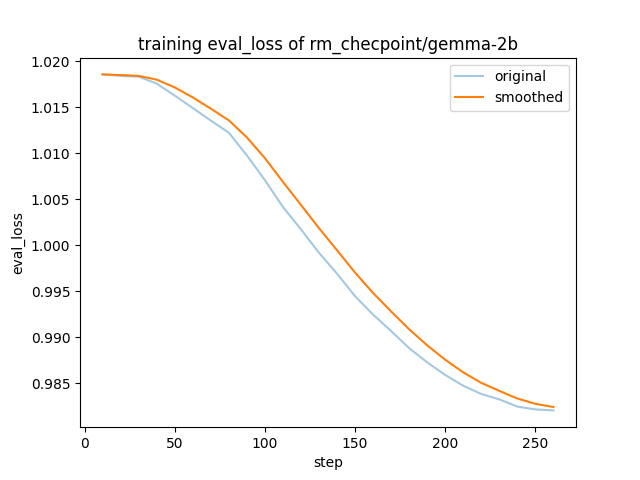 training eval_loss of rm_checpoint/gemma-2b
original
smoothed
eval_loss
1.020
1.015
1.010
1.005
1.000
0.995
0.990
0.985
0 50 100 150 200 250
step